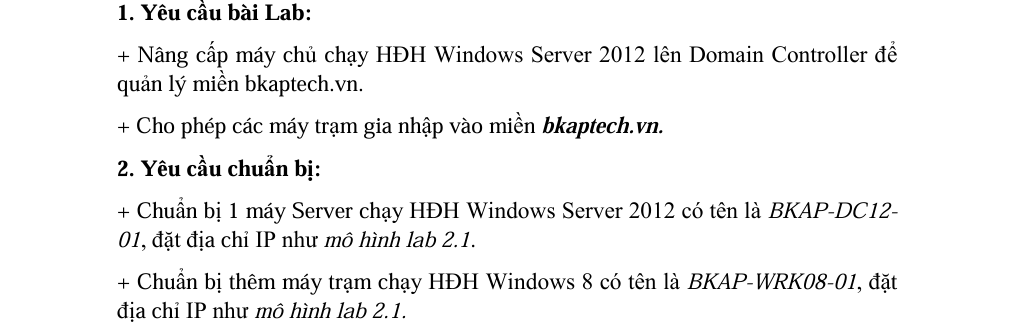 1. Yêu cầu bài Lab:
+ Nâng cấp máy chủ chạy HĐH Windows Server 2012 lên Domain Controller để
quản lý miền bkaptech.vn.
+ Cho phép các máy trạm gia nhập vào miền bkaptech.vn.
2. Yêu cầu chuẩn bị:
+ Chuẩn bị 1 máy Server chạy HĐH Windows Server 2012 có tên là BKAP-DC12-
01, đặt địa chỉ IP như mô hình lab 2.1.
+ Chuẩn bị thêm máy trạm chạy HĐH Windows 8 có tên là BKAP-WRK08-01, đặt
địa chỉ IP như mô hình lab 2.1.